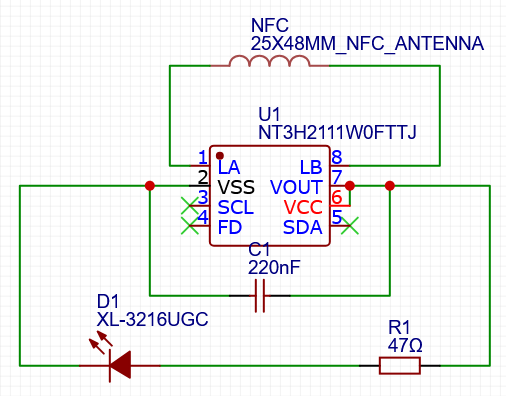 NFC
25X48MM_NFC_ANTENNA
U1
NT3H2111W0FTTJ
1 LA LB 8
2 VSS VOUT 7
3 SCL VCC 6
4 FD SDA 5
C1
220nF
D1
XL-3216UGC
R1
47Ω